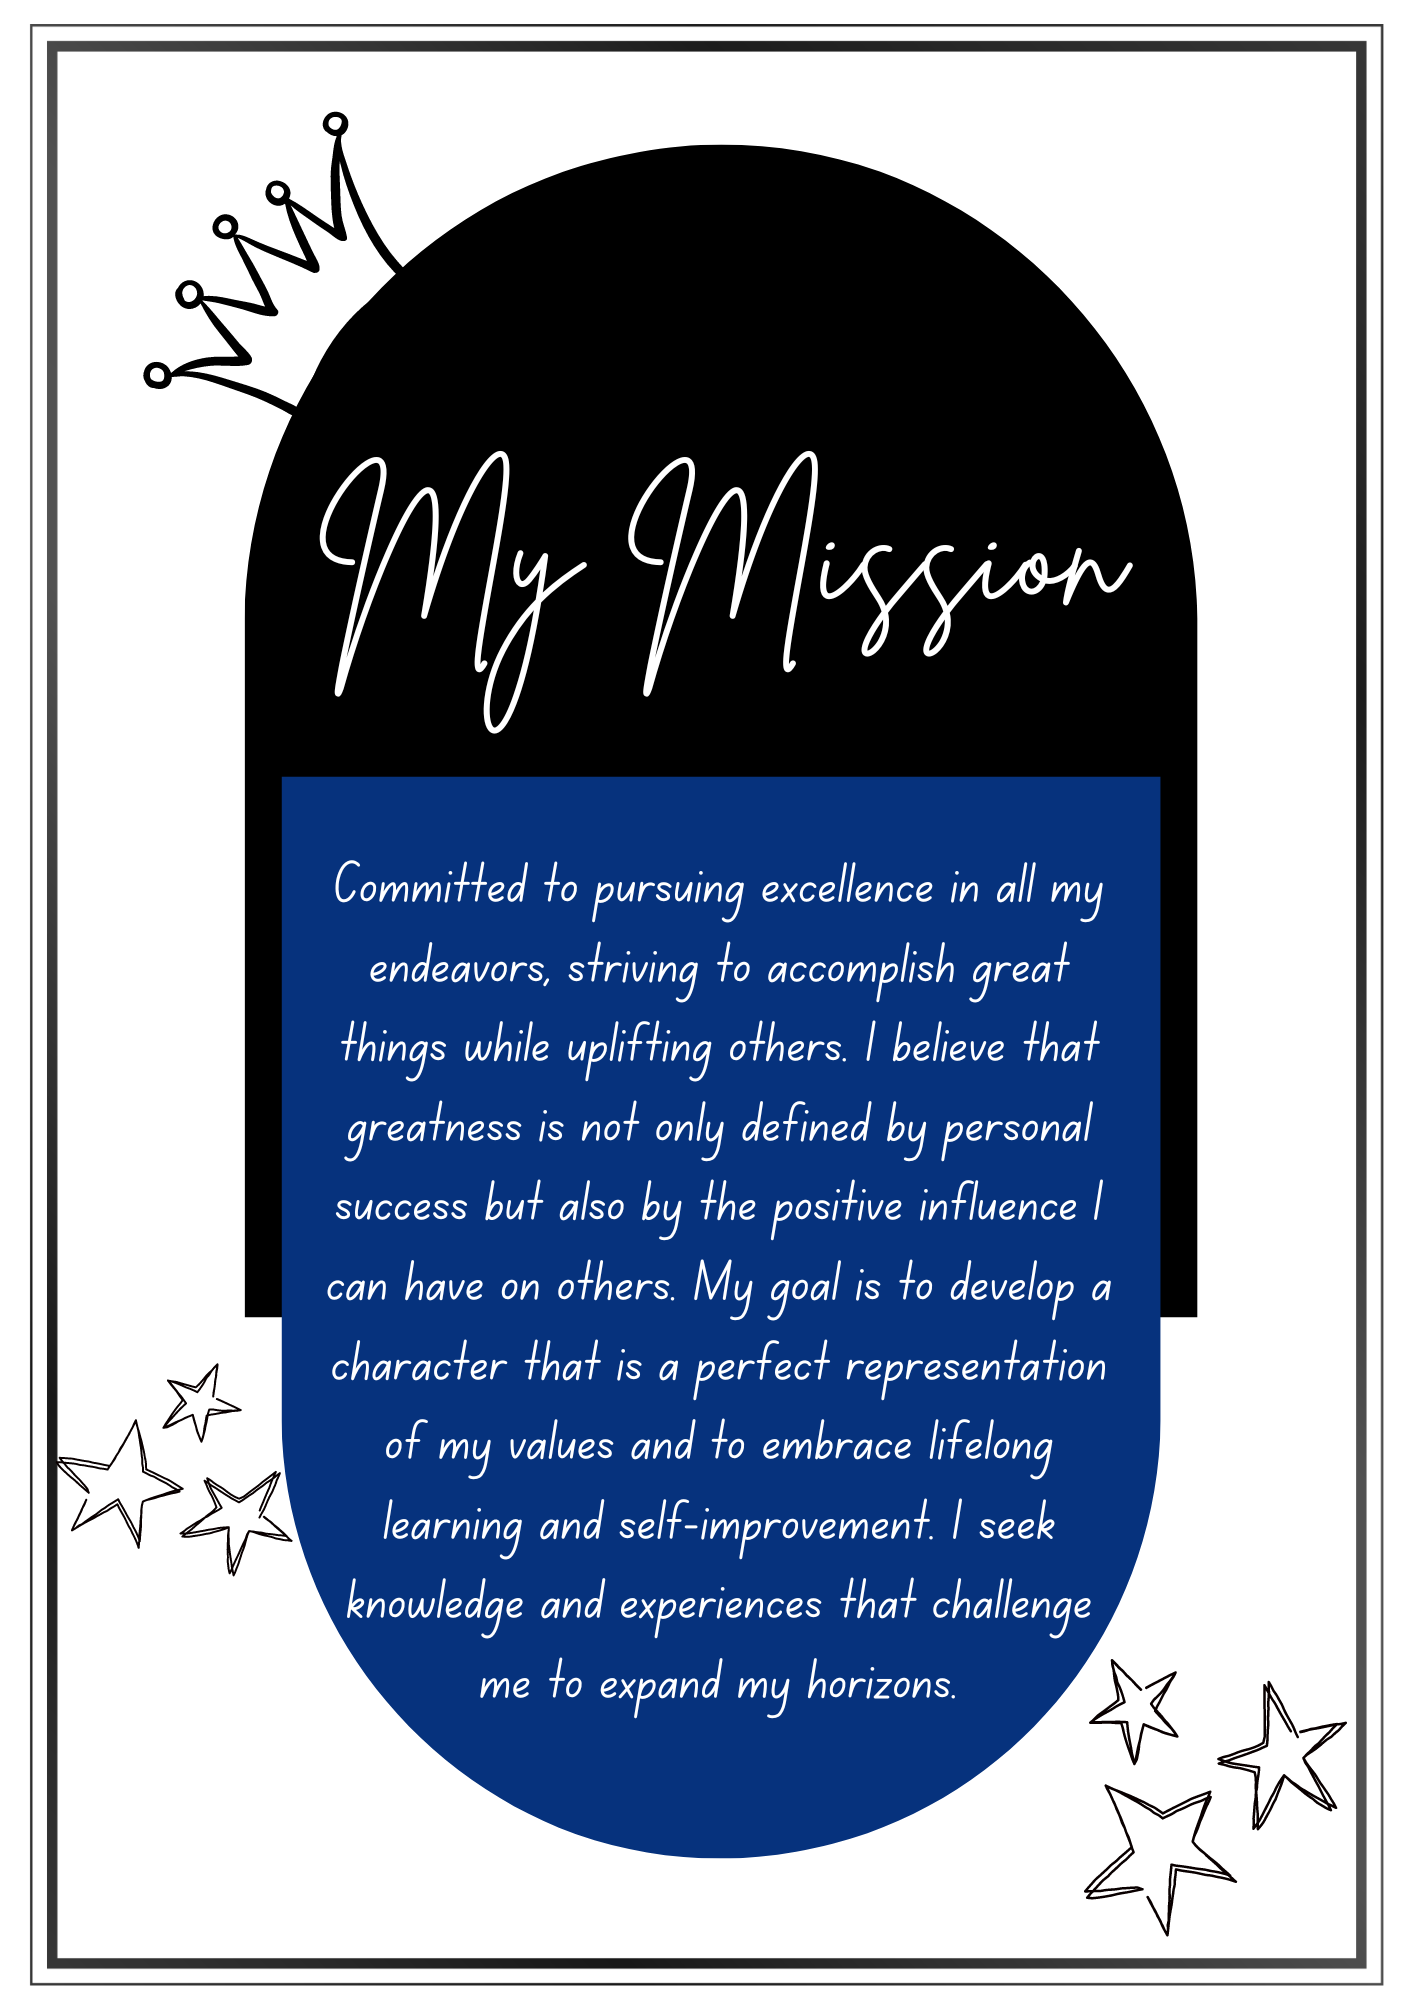 My Mission
Committed to pursuing excellence in all my
endeavors, striving to accomplish great
things while uplifting others. I believe that
greatness is not only defined by personal
success but also by the positive influence I
can have on others. My goal is to develop a
character that is a perfect representation
of my values and to embrace lifelong
learning and self-improvement. I seek
knowledge and experiences that challenge
me to expand my horizons.